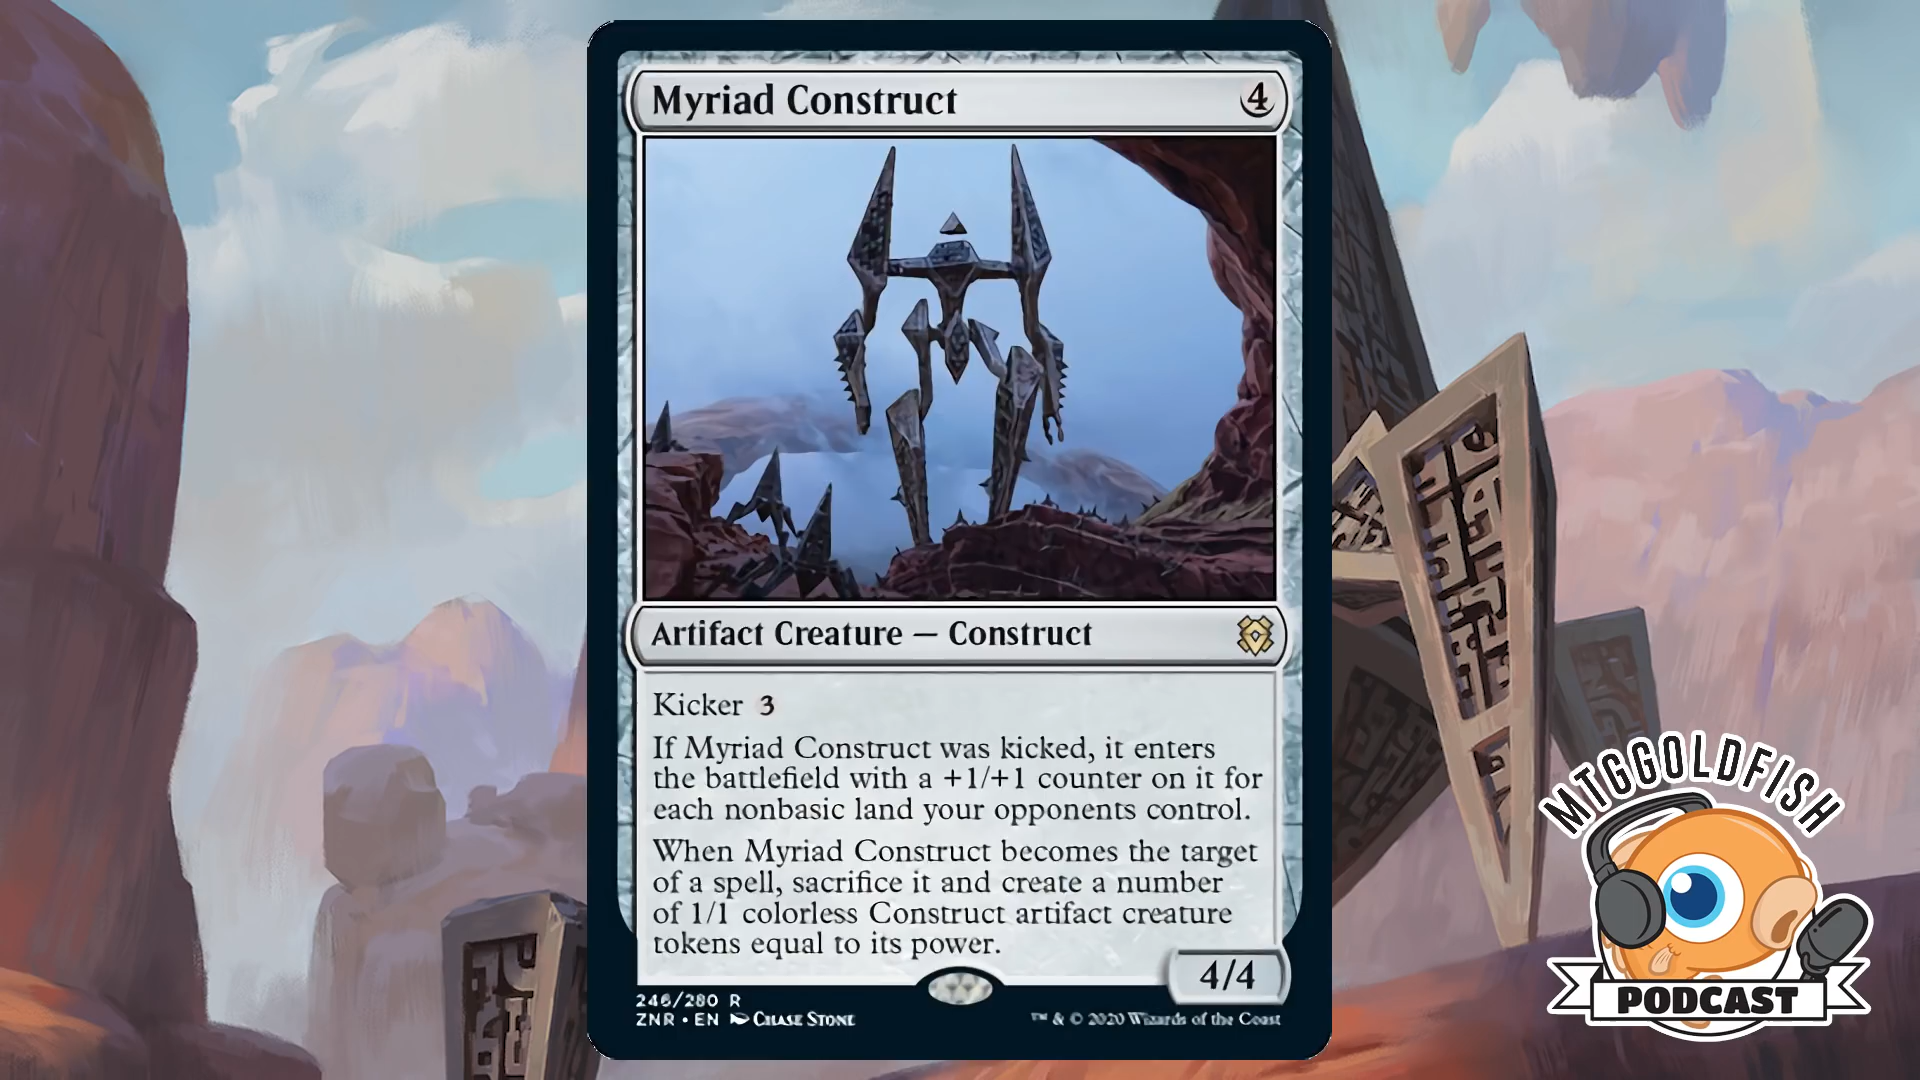 Myriad Construct 4
Artifact Creature — Construct
Kicker 3
If Myriad Construct was kicked, it enters
the battlefield with a +1/+1 counter on it for
each nonbasic land your opponents control.
When Myriad Construct becomes the target
of a spell, sacrifice it and create a number
of 1/1 colorless Construct artifact creature
tokens equal to its power.
4/4
246/280 R
ZNR • EN Chase Stone
™ & © 2020 Wizards of the Coast
MTGGOLDFISH
PODCAST